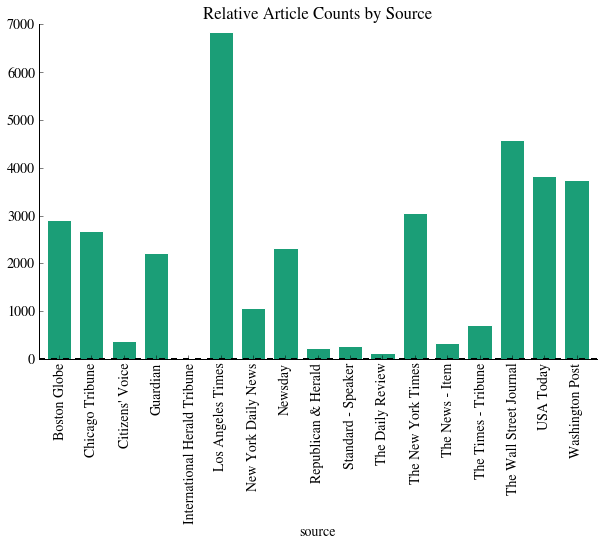 Relative Article Counts by Source
7000
6000
5000
4000
3000
2000
1000
0
Boston Globe
Chicago Tribune
Citizens' Voice
Guardian
International Herald Tribune
Los Angeles Times
New York Daily News
Newsday
Republican & Herald
Standard - Speaker
The Daily Review
The New York Times
The News - Item
The Times - Tribune
The Wall Street Journal
USA Today
Washington Post
source